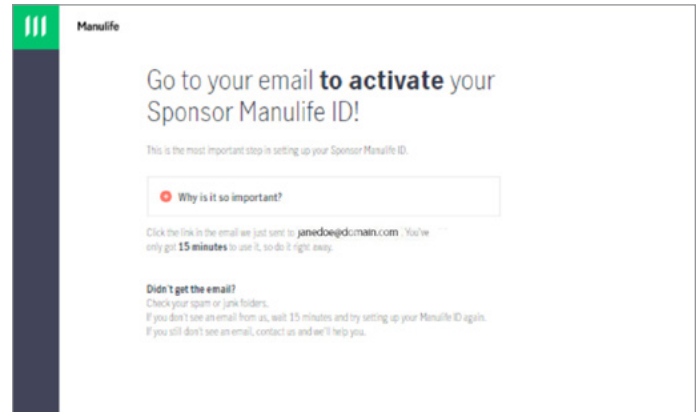 Manulife
Go to your email to activate your
Sponsor Manulife ID!
This is the most important step in setting up your Sponsor Manulife ID.
Why is it so important?
Click the link in the email we just sent to janedoe@domain.com . You've
only got 15 minutes to use it, so do it right away.
Didn't get the email?
Check your spam or junk folders.
If you don't see an email from us, wait 15 minutes and try setting up your Manulife ID again.
If you still don't see an email, contact us and we'll help you.